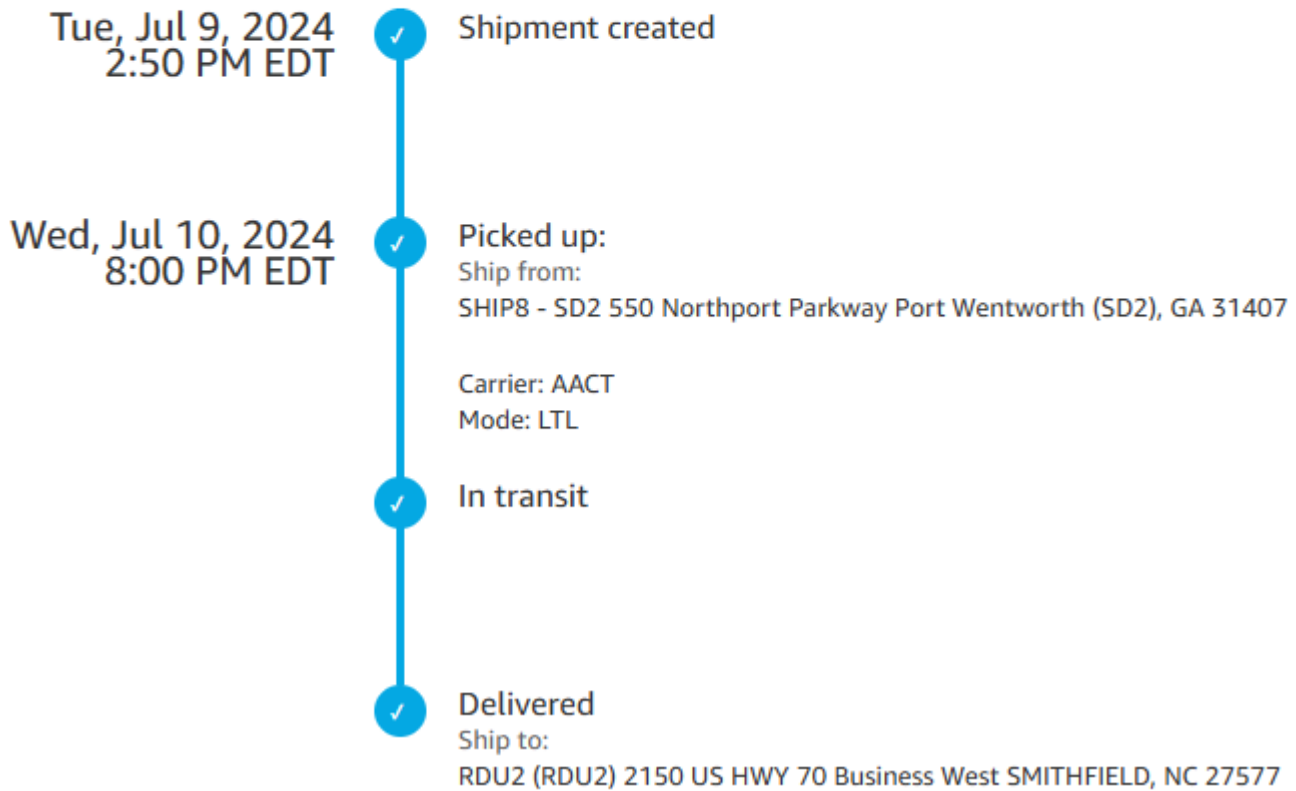 Tue, Jul 9, 2024
2:50 PM EDT
Shipment created
Wed, Jul 10, 2024
8:00 PM EDT
Picked up:
Ship from:
SHIP8 - SD2 550 Northport Parkway Port Wentworth (SD2), GA 31407
Carrier: AACT
Mode: LTL
In transit
Delivered
Ship to:
RDU2 (RDU2) 2150 US HWY 70 Business West SMITHFIELD, NC 27577